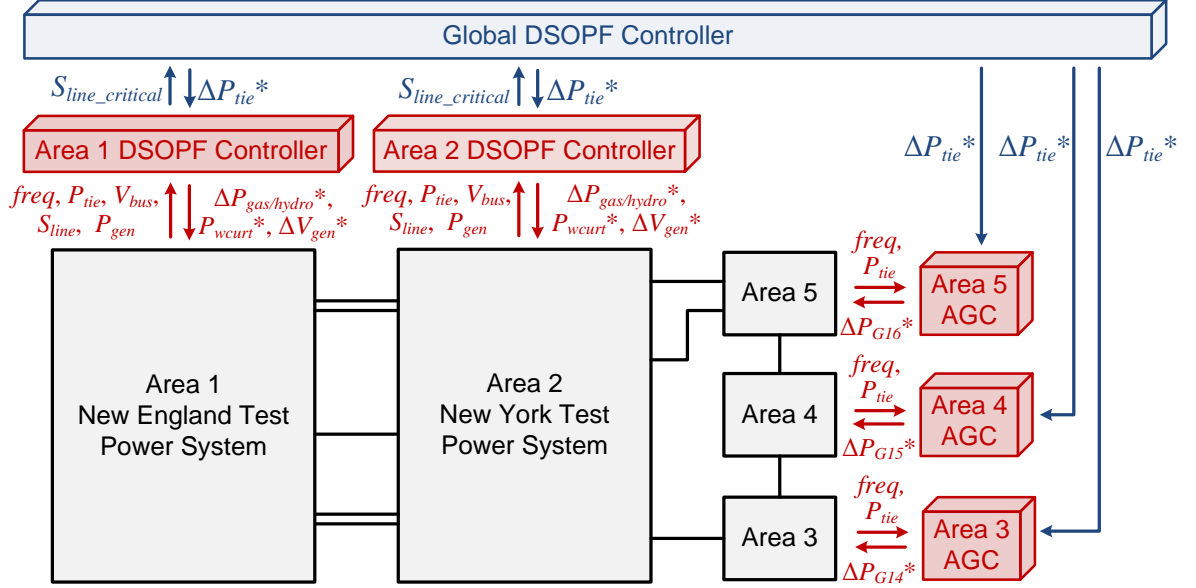 Global DSOPF Controller
S_line_critical
ΔP_tie*
S_line_critical
ΔP_tie*
ΔP_tie*
ΔP_tie*
ΔP_tie*
Area 1 DSOPF Controller
Area 2 DSOPF Controller
freq, P_tie, V_bus,
S_line, P_gen
ΔP_gas/hydro*,
P_wcurt*, ΔV_gen*
freq, P_tie, V_bus,
S_line, P_gen
ΔP_gas/hydro*,
P_wcurt*, ΔV_gen*
Area 1
New England Test
Power System
Area 2
New York Test
Power System
Area 5
freq,
P_tie
ΔP_G16*
Area 5
AGC
Area 4
freq,
P_tie
ΔP_G15*
Area 4
AGC
Area 3
freq,
P_tie
ΔP_G14*
Area 3
AGC